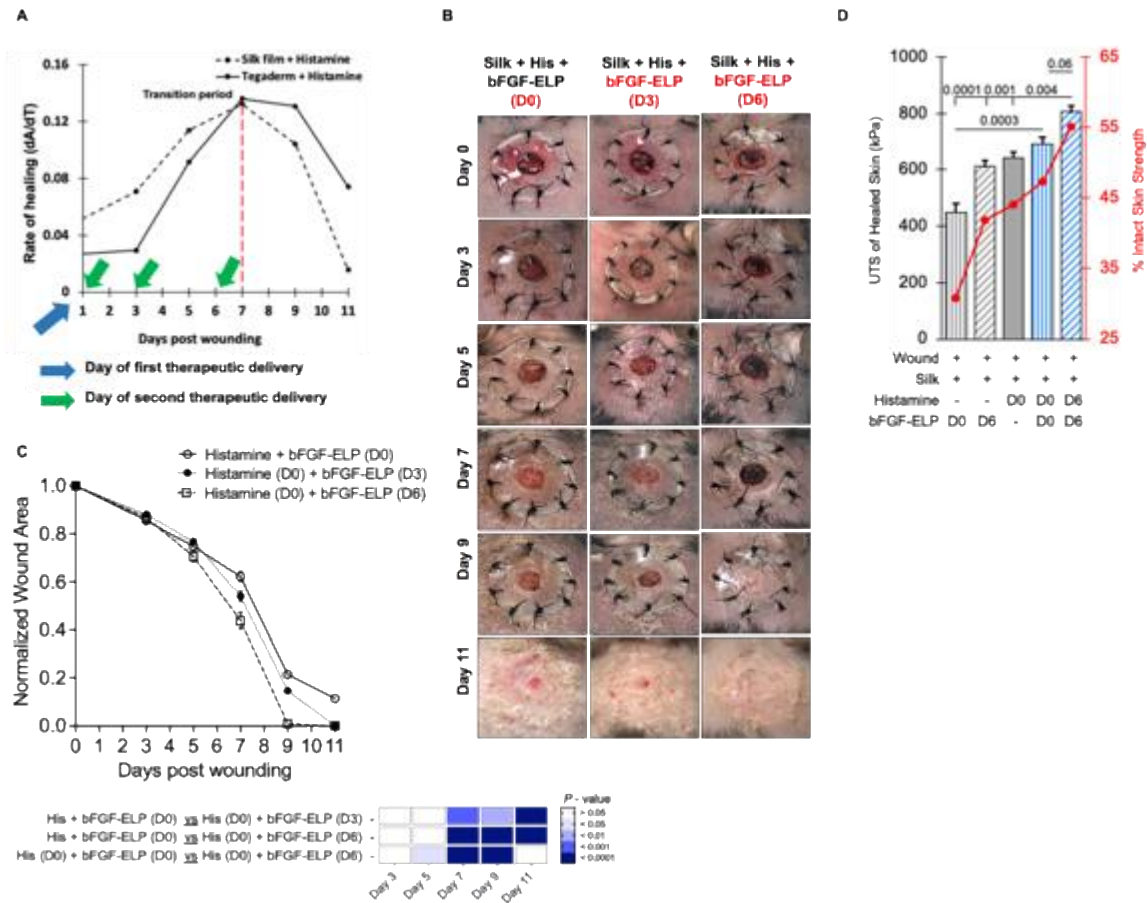 A
Silk film + Histamine
Tegaderm + Histamine
Transition period
Rate of healing (dA/dT)
0.16
0.12
0.08
0.04
0
1 2 3 4 5 6 7 8 9 10 11
Days post wounding
Day of first therapeutic delivery
Day of second therapeutic delivery
B
Silk + His + bFGF-ELP (D0)
Silk + His + bFGF-ELP (D3)
Silk + His + bFGF-ELP (D6)
Day 0
Day 3
Day 5
Day 7
Day 9
Day 11
C
Histamine + bFGF-ELP (D0)
Histamine (D0) + bFGF-ELP (D3)
Histamine (D0) + bFGF-ELP (D6)
Normalized Wound Area
1.0
0.8
0.6
0.4
0.2
0.0
0 1 2 3 4 5 6 7 8 9 10 11
Days post wounding
His + bFGF-ELP (D0) vs His (D0) + bFGF-ELP (D3) -
His + bFGF-ELP (D0) vs His (D0) + bFGF-ELP (D6) -
His (D0) + bFGF-ELP (D0) vs His (D0) + bFGF-ELP (D6) -
Day 3 Day 5 Day 7 Day 9 Day 11
P - value
> 0.05
< 0.05
< 0.01
< 0.001
< 0.0001
D
UTS of Healed Skin (kPa)
1000
800
600
400
200
0
0.06
0.0001 0.001 0.004
0.0003
65
55
45
35
25
% Intact Skin Strength
Wound + + + + +
Silk + + + + +
Histamine - - D0 D0 D6
bFGF-ELP D0 D6 - D0 D6